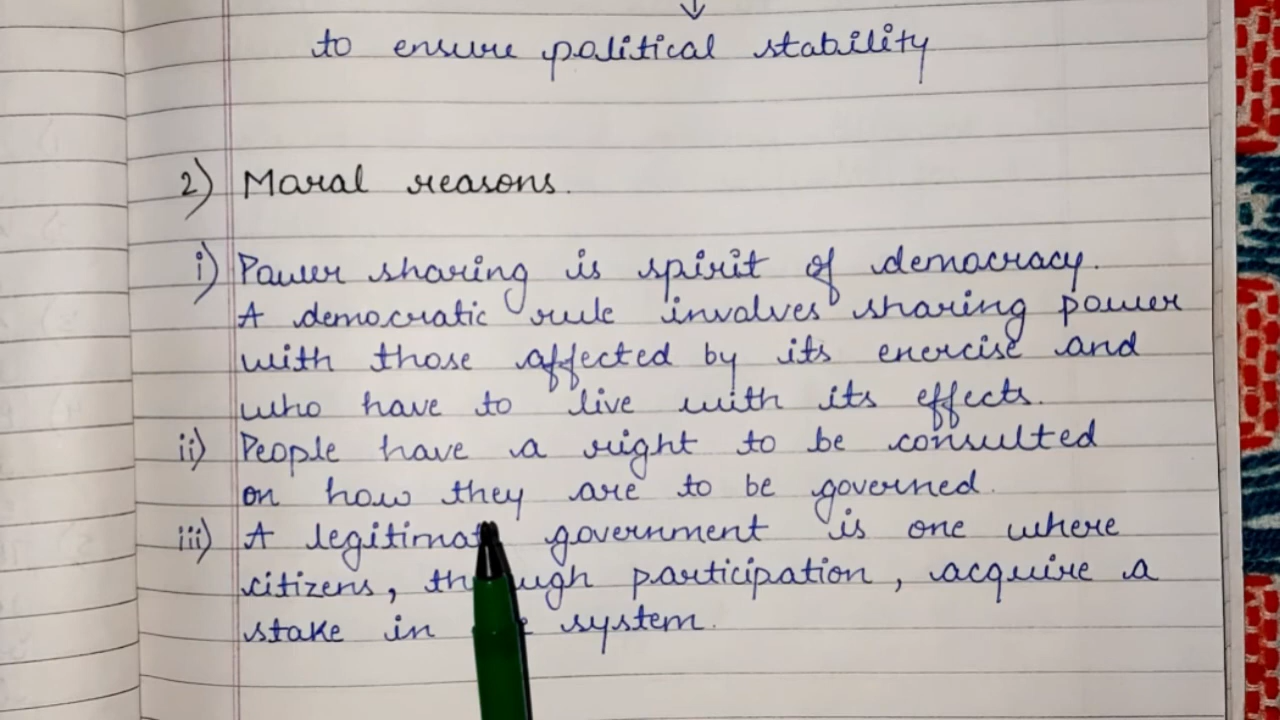 to ensure political stability
2) Moral reasons.
i) Power sharing is spirit of democracy.
A democratic rule involves sharing power
with those affected by its exercise and
who have to live with its effects.
ii) People have a right to be consulted
on how they are to be governed.
iii) A legitimat government is one where
citizens, through participation, acquire a
stake in system.